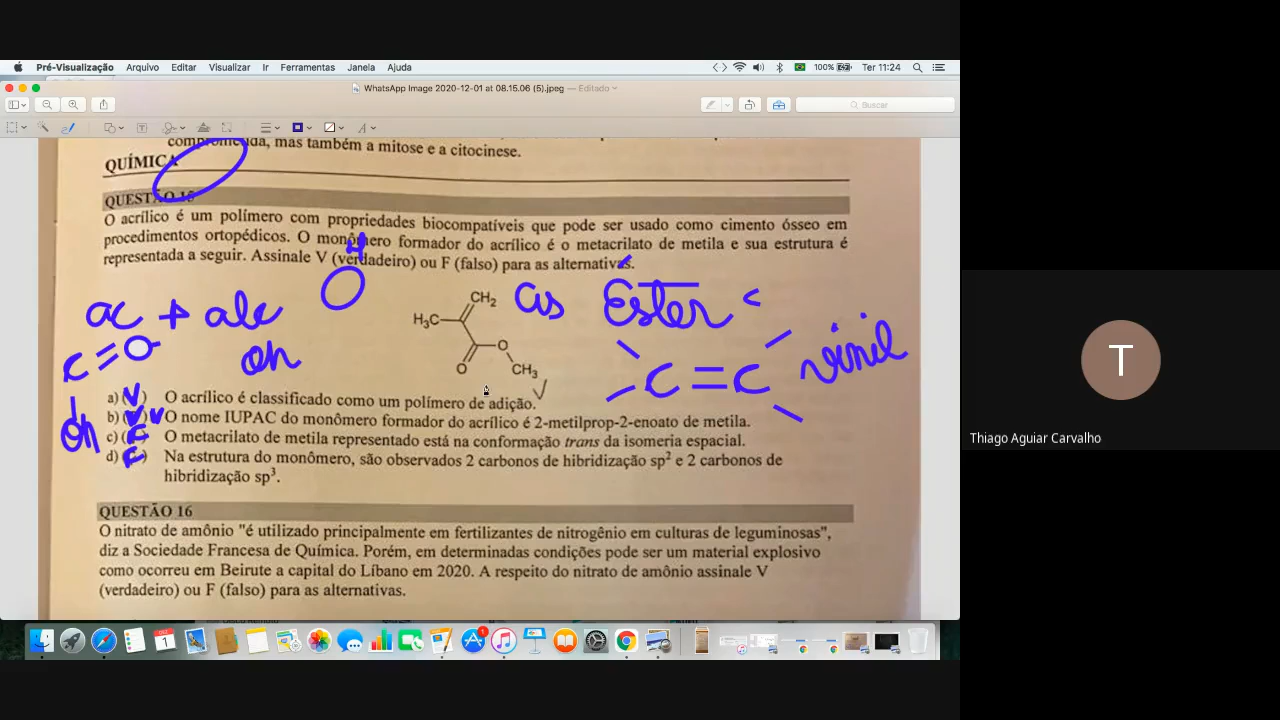 Pré-Visualização Arquivo Editar Visualizar Ir Ferramentas Janela Ajuda 100% Ter 11:24
WhatsApp Image 2020-12-01 at 08.15.06 (5).jpeg — Editado
Buscar
comprometida, mas também a mitose e a citocinese.
QUÍMICA
QUESTÃO 15
O acrílico é um polímero com propriedades biocompatíveis que pode ser usado como cimento ósseo em
procedimentos ortopédicos. O monômero formador do acrílico é o metacrilato de metila e sua estrutura é
representada a seguir. Assinale V (verdadeiro) ou F (falso) para as alternativas.
H
O
ac + alc
oh
C=O
oh
CH2
H3C
O
O
CH3
Éster
C=C
vinil
a) (V) O acrílico é classificado como um polímero de adição.
b) (V) V O nome IUPAC do monômero formador do acrílico é 2-metilprop-2-enoato de metila.
c) (F) O metacrilato de metila representado está na conformação trans da isomeria espacial.
d) (F) Na estrutura do monômero, são observados 2 carbonos de hibridização sp2 e 2 carbonos de
hibridização sp3.
QUESTÃO 16
O nitrato de amônio "é utilizado principalmente em fertilizantes de nitrogênio em culturas de leguminosas",
diz a Sociedade Francesa de Química. Porém, em determinadas condições pode ser um material explosivo
como ocorreu em Beirute a capital do Líbano em 2020. A respeito do nitrato de amônio assinale V
(verdadeiro) ou F (falso) para as alternativas.
T
Thiago Aguiar Carvalho